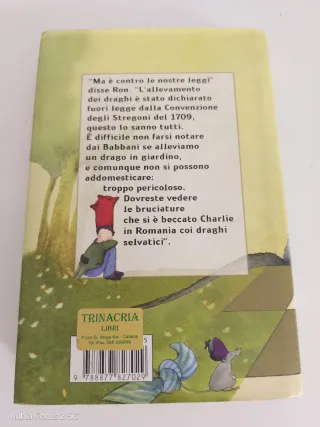 "Ma è contro le nostre leggi"
disse Ron. "L'allevamento
dei draghi è stato dichiarato
fuori legge dalla Convenzione
degli Stregoni del 1709,
questo lo sanno tutti.
È difficile non farsi notare
dai Babbani se alleviamo
un drago in giardino,
e comunque non si possono
addomesticare:
troppo pericoloso.
Dovreste vedere
le bruciature
che si è beccato Charlie
in Romania coi draghi
selvatici".
TRINACRIA
LIBRI
9 788877 827029